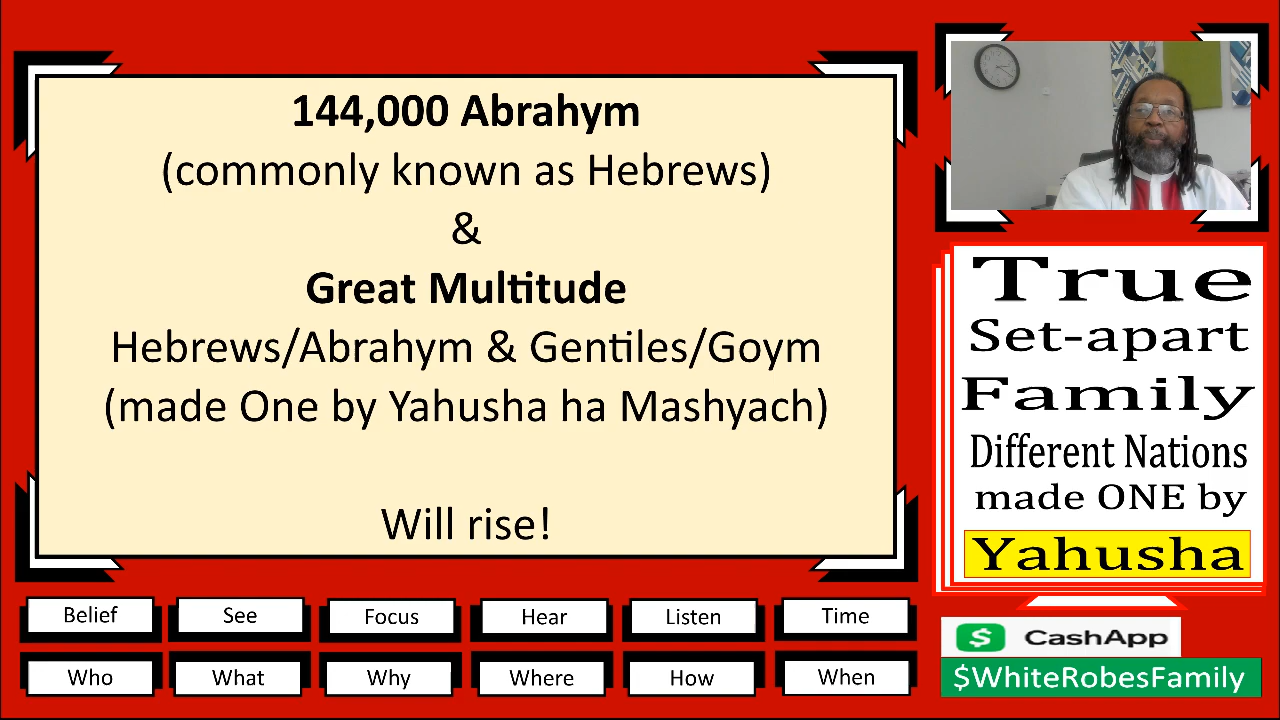 144,000 Abrahym
(commonly known as Hebrews)
&
Great Multitude
Hebrews/Abrahym & Gentiles/Goym
(made One by Yahusha ha Mashyach)
Will rise!
True
Set-apart
Family
Different Nations
made ONE by
Yahusha
Belief
See
Focus
Hear
Listen
Time
Who
What
Why
Where
How
When
$ CashApp
$WhiteRobesFamily